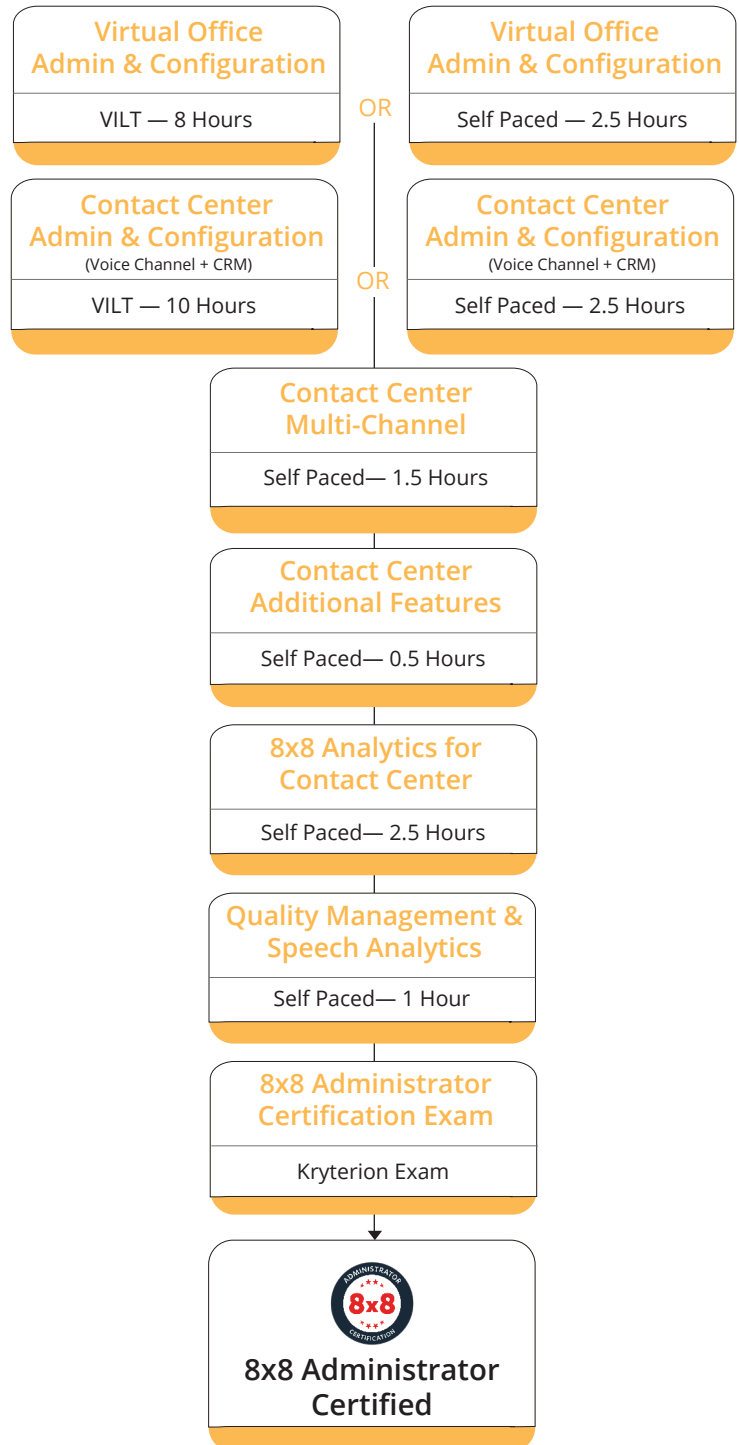 Virtual Office
Admin & Configuration
VILT — 8 Hours
OR
Virtual Office
Admin & Configuration
Self Paced — 2.5 Hours
Contact Center
Admin & Configuration
(Voice Channel + CRM)
VILT — 10 Hours
OR
Contact Center
Admin & Configuration
(Voice Channel + CRM)
Self Paced — 2.5 Hours
Contact Center
Multi-Channel
Self Paced— 1.5 Hours
Contact Center
Additional Features
Self Paced— 0.5 Hours
8x8 Analytics for
Contact Center
Self Paced— 2.5 Hours
Quality Management &
Speech Analytics
Self Paced— 1 Hour
8x8 Administrator
Certification Exam
Kryterion Exam
ADMINISTRATOR
8x8
CERTIFICATION
8x8 Administrator
Certified